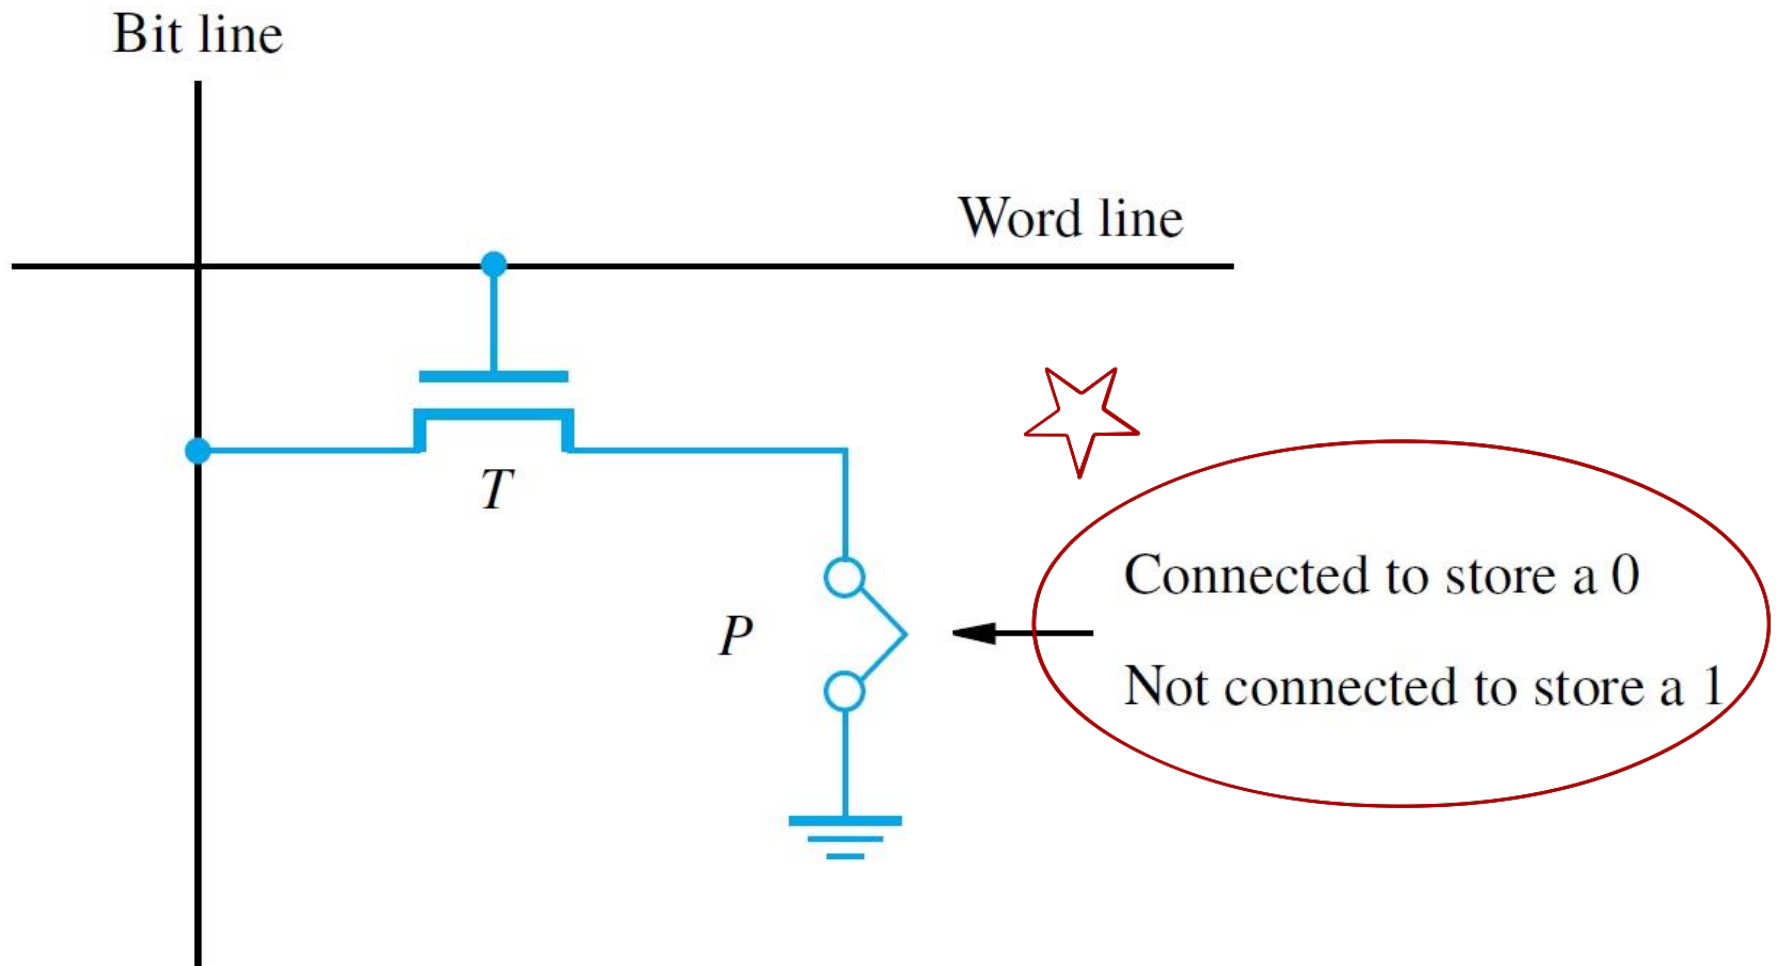 Bit line
Word line
T
Connected to store a 0
P
Not connected to store a 1